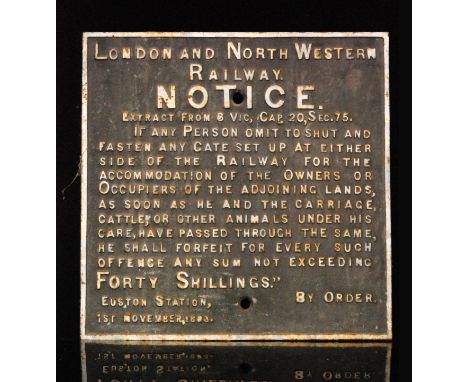 LONDON AND NORTH WESTERN
RAILWAY.
NOTICE.
EXTRACT FROM 8 VIC, CAP. 20, SEC. 75.
IF ANY PERSON OMIT TO SHUT AND
FASTEN ANY GATE SET UP AT EITHER
SIDE OF THE RAILWAY FOR THE
ACCOMMODATION OF THE OWNERS OR
OCCUPIERS OF THE ADJOINING LANDS,
AS SOON AS HE AND THE CARRIAGE,
CATTLE, OR OTHER ANIMALS UNDER HIS
CARE, HAVE PASSED THROUGH THE SAME,
HE SHALL FORFEIT FOR EVERY SUCH
OFFENCE ANY SUM NOT EXCEEDING
FORTY SHILLINGS."
EUSTON STATION, BY ORDER.
1ST NOVEMBER,